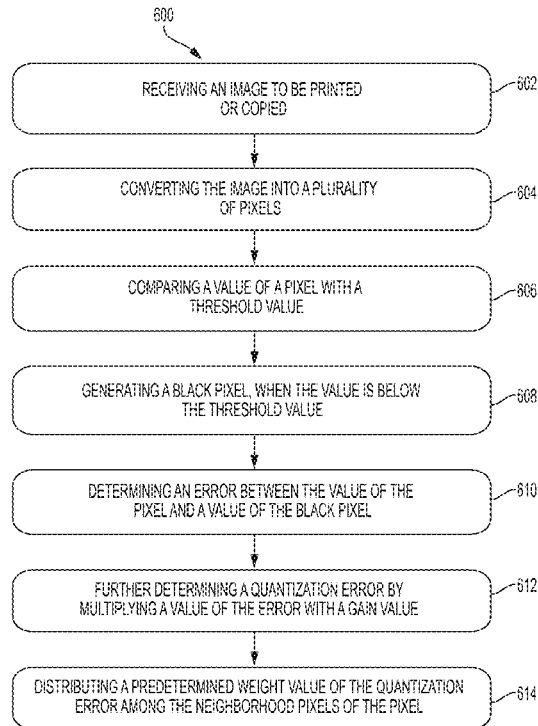 600
RECEIVING AN IMAGE TO BE PRINTED
OR COPIED
602
CONVERTING THE IMAGE INTO A PLURALITY
OF PIXELS
604
COMPARING A VALUE OF A PIXEL WITH A
THRESHOLD VALUE
606
GENERATING A BLACK PIXEL, WHEN THE VALUE IS BELOW
THE THRESHOLD VALUE
608
DETERMINING AN ERROR BETWEEN THE VALUE OF THE
PIXEL AND A VALUE OF THE BLACK PIXEL
610
FURTHER DETERMINING A QUANTIZATION ERROR BY
MULTIPLYING A VALUE OF THE ERROR WITH A GAIN VALUE
612
DISTRIBUTING A PREDETERMINED WEIGHT VALUE OF THE QUANTIZATION
ERROR AMONG THE NEIGHBORHOOD PIXELS OF THE PIXEL
614